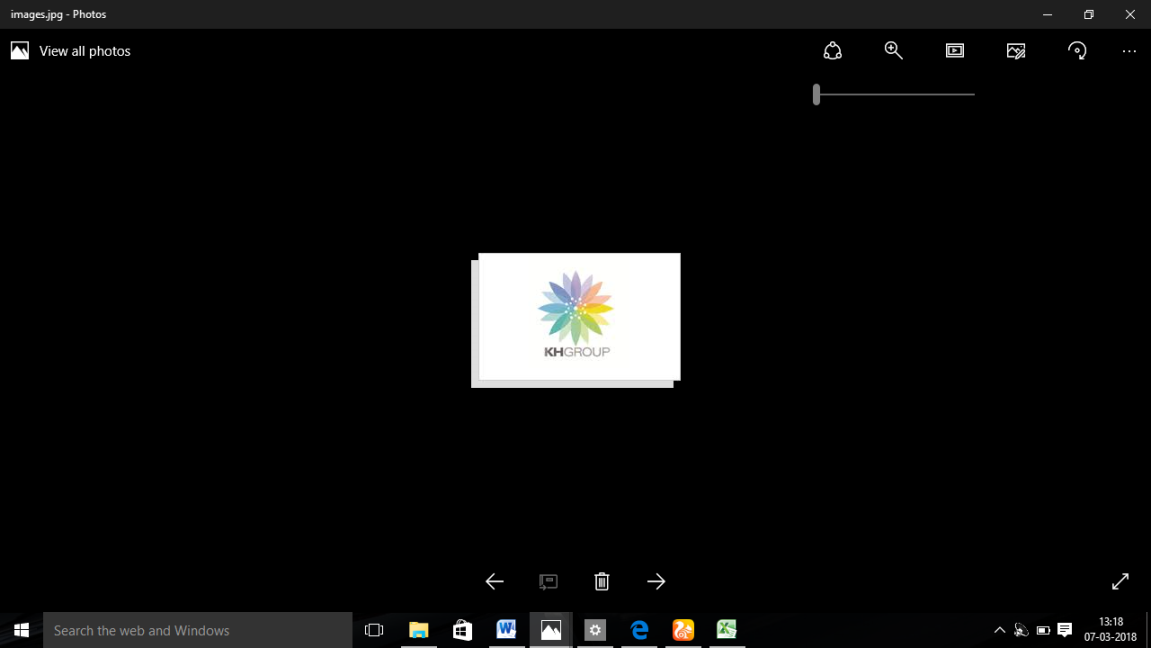 images.jpg - Photos
View all photos
KHGROUP
Search the web and Windows
13:18
07-03-2018